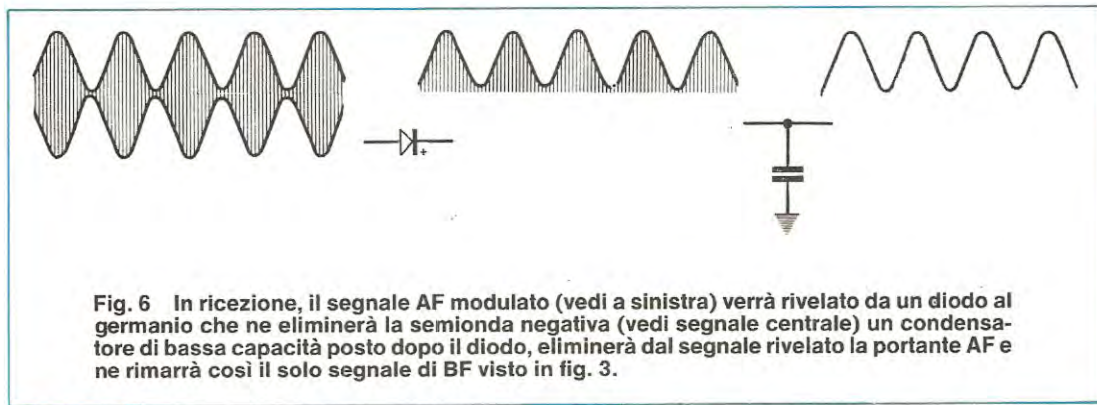 +
Fig. 6 In ricezione, il segnale AF modulato (vedi a sinistra) verrà rivelato da un diodo al
germanio che ne eliminerà la semionda negativa (vedi segnale centrale) un condensa-
tore di bassa capacità posto dopo il diodo, eliminerà dal segnale rivelato la portante AF e
ne rimarrà così il solo segnale di BF visto in fig. 3.